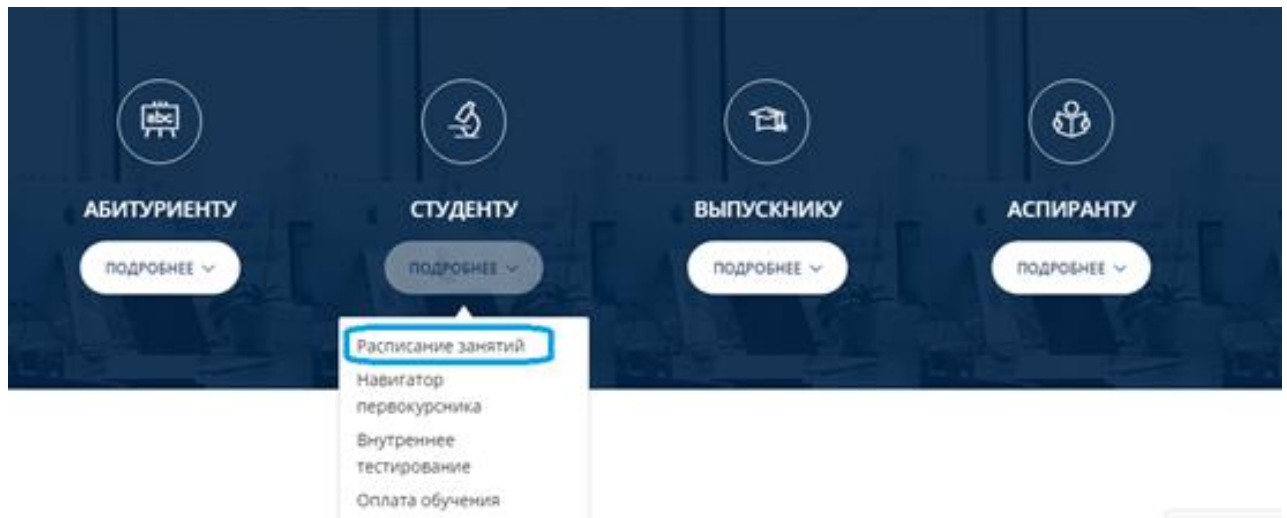 abc
АБИТУРИЕНТУ
СТУДЕНТУ
ВЫПУСКНИКУ
АСПИРАНТУ
ПОДРОБНЕЕ
ПОДРОБНЕЕ
ПОДРОБНЕЕ
ПОДРОБНЕЕ
Расписание занятий
Навигатор
первокурсника
Внутреннее
тестирование
Оплата обучения